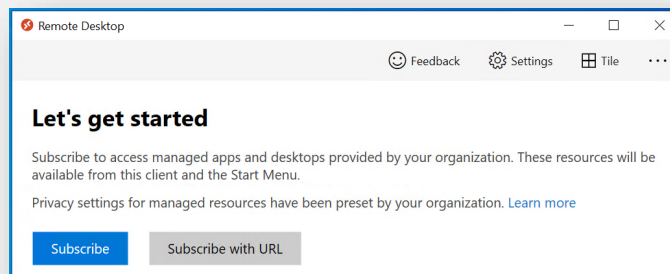 Remote Desktop
Feedback
Settings
Tile
Let's get started
Subscribe to access managed apps and desktops provided by your organization. These resources will be
available from this client and the Start Menu.
Privacy settings for managed resources have been preset by your organization. Learn more
Subscribe
Subscribe with URL